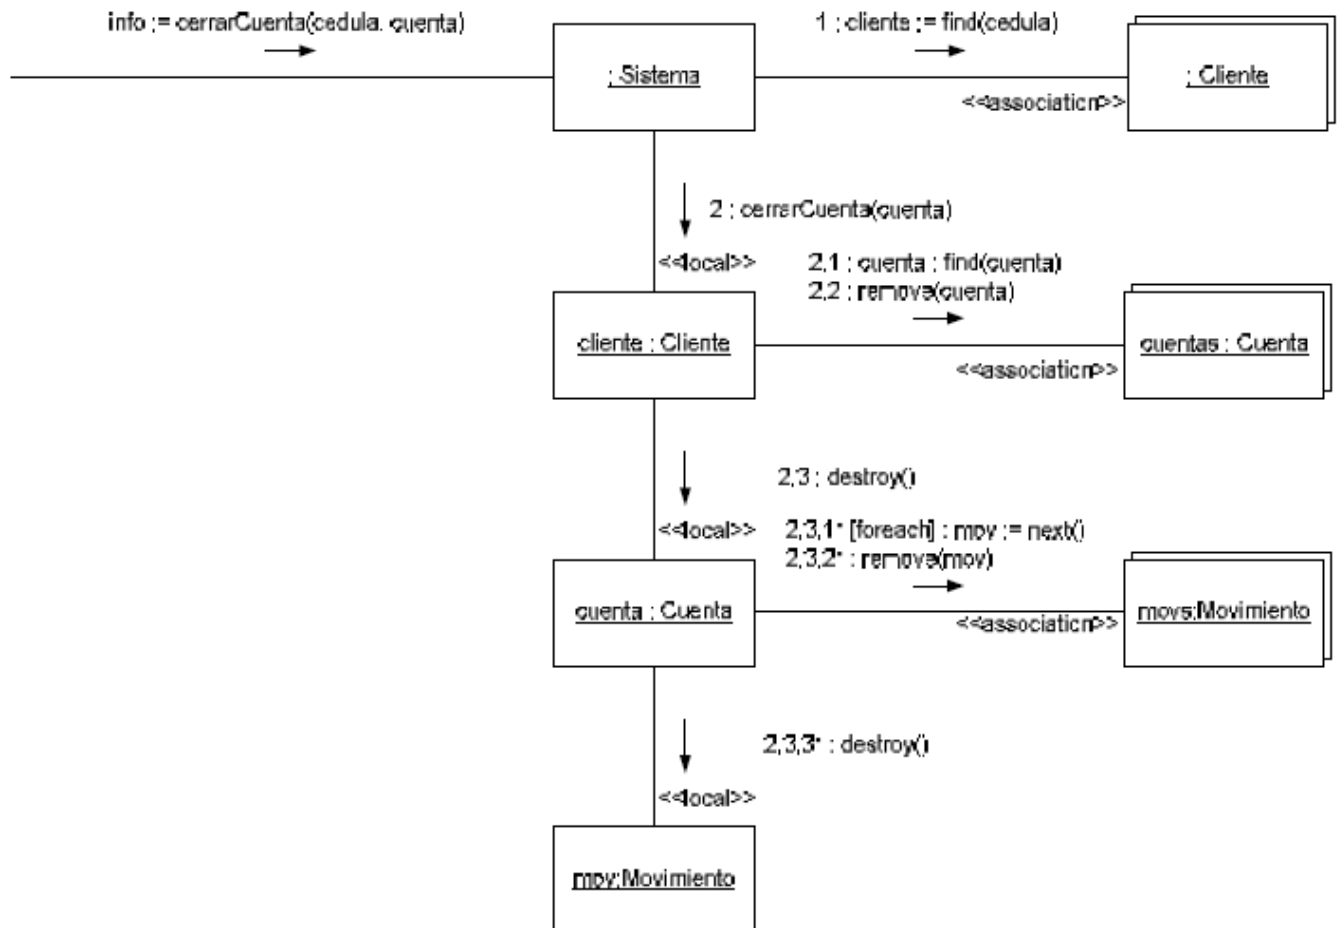 info := cerrarCuenta(cedula, cuenta)
1 : cliente := find(cedula)
: Sistema
: Cliente
<<association>>
2 : cerrarCuenta(cuenta)
<<local>>
2.1 : cuenta : find(cuenta)
2.2 : remove(cuenta)
cliente : Cliente
cuentas : Cuenta
<<association>>
2.3 : destroy()
<<local>>
2.3.1* [foreach] : mov := next()
2.3.2* : remove(mov)
cuenta : Cuenta
movs:Movimiento
<<association>>
2.3.3* : destroy()
<<local>>
mov:Movimiento